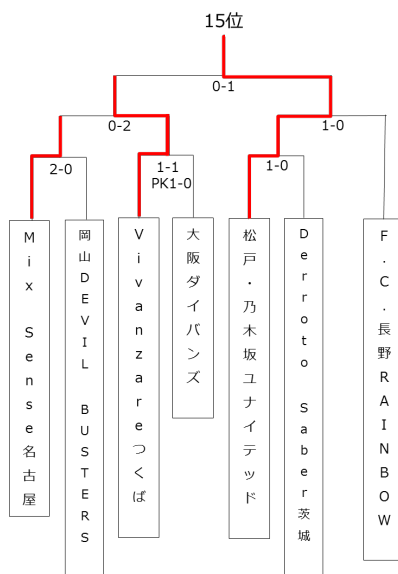 15位
0-1
0-2
1-0
2-0
1-1
PK1-0
1-0
Mix Sense名古屋
岡山DEVIL BUSTERS
Vivanzareつくば
大阪ダイバンズ
松戸・乃木坂ユナイテッド
Derroto Saber茨城
F.C.長野RAINBOW